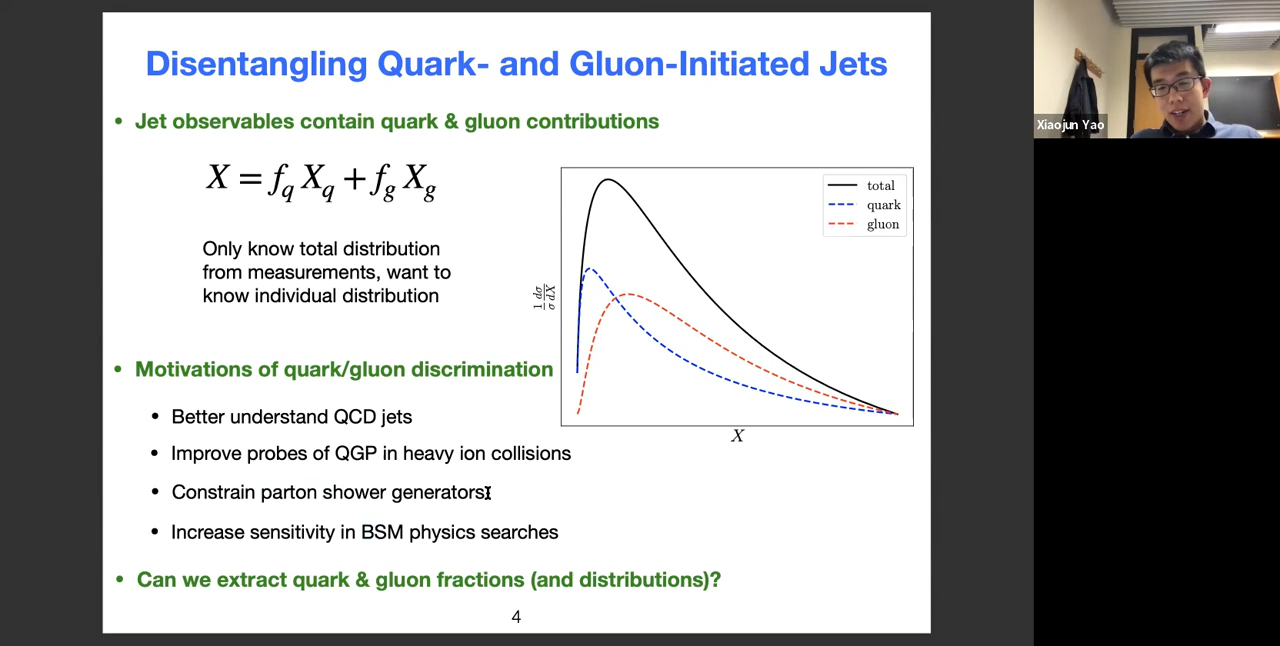 Disentangling Quark- and Gluon-Initiated Jets
• Jet observables contain quark & gluon contributions
X = f_q X_q + f_g X_g
Only know total distribution
from measurements, want to
know individual distribution
total
quark
gluon
1/σ dσ/dX
X
• Motivations of quark/gluon discrimination
• Better understand QCD jets
• Improve probes of QGP in heavy ion collisions
• Constrain parton shower generators
• Increase sensitivity in BSM physics searches
• Can we extract quark & gluon fractions (and distributions)?
4
Xiaojun Yao